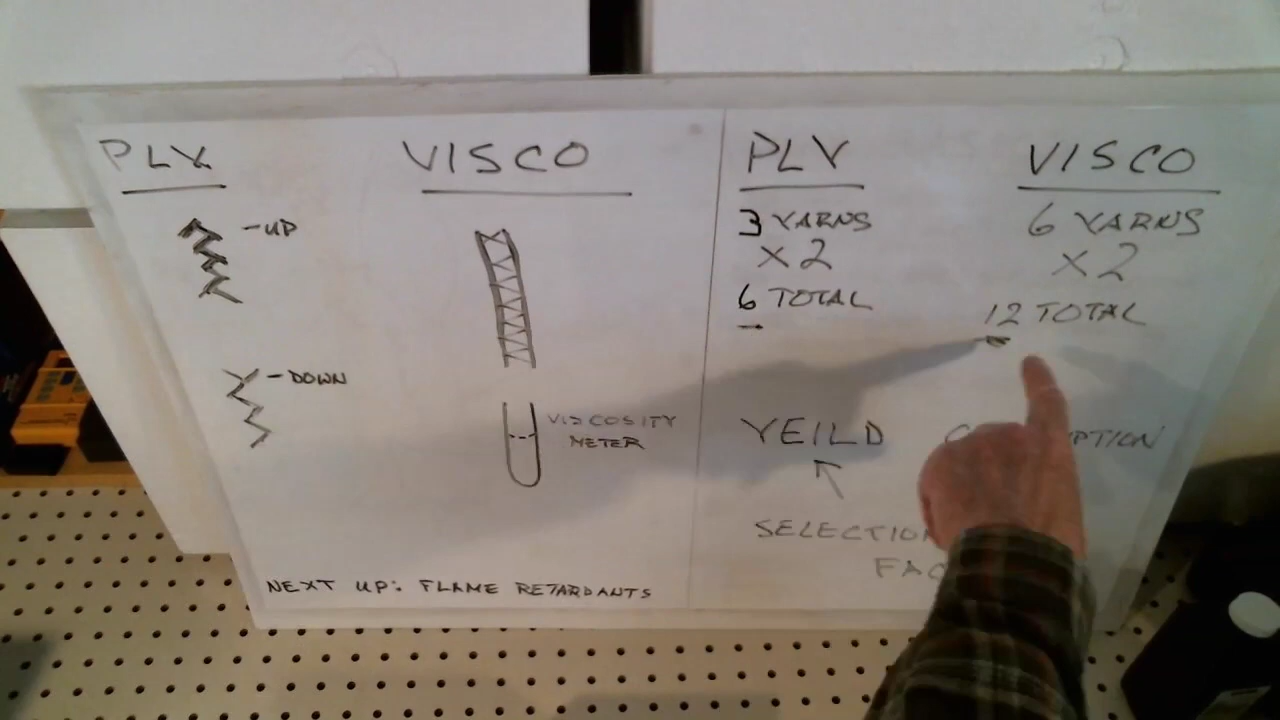 PLY
VISCO
-UP
-DOWN
VISCOSITY
METER
NEXT UP: FLAME RETARDANTS
PLY
3 YARNS
X2
6 TOTAL
VISCO
6 YARNS
X2
12 TOTAL
YEILD